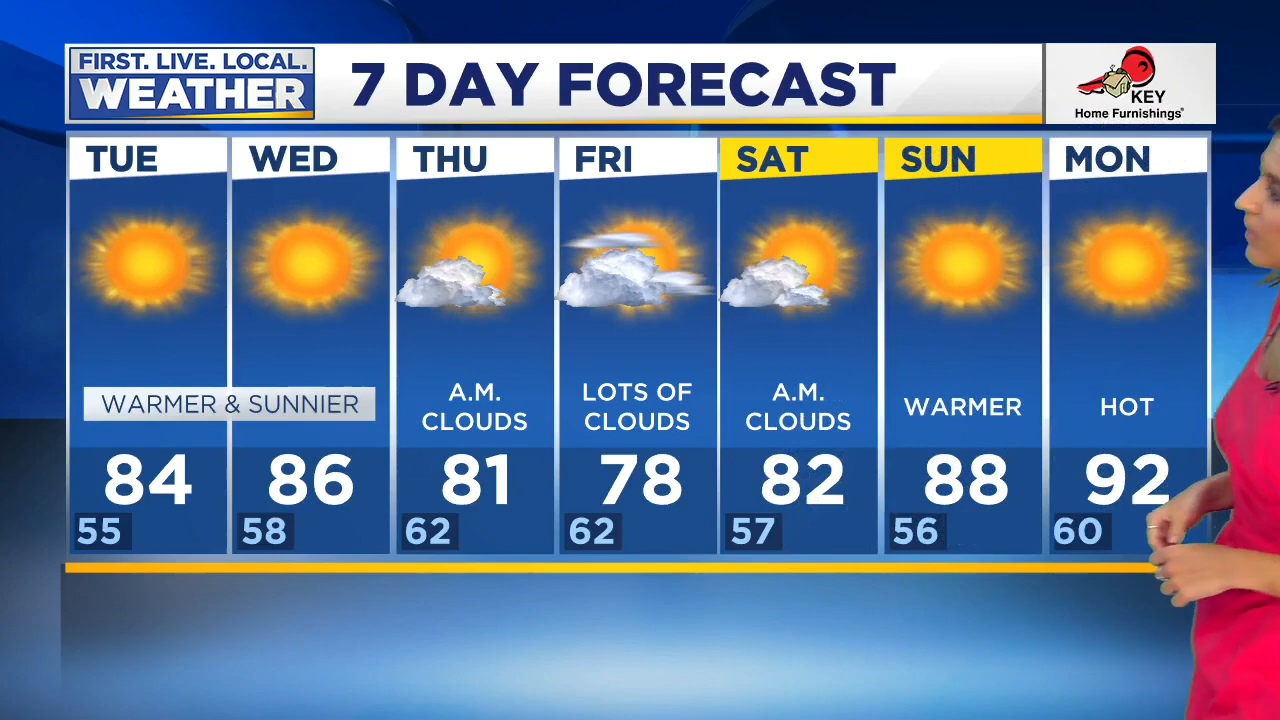 FIRST. LIVE. LOCAL.
WEATHER
7 DAY FORECAST
KEY
Home Furnishings®
TUE WED THU FRI SAT SUN MON
WARMER & SUNNIER
A.M.
CLOUDS
LOTS OF
CLOUDS
A.M.
CLOUDS
WARMER
HOT
84 86 81 78 82 88 92
55 58 62 62 57 56 60